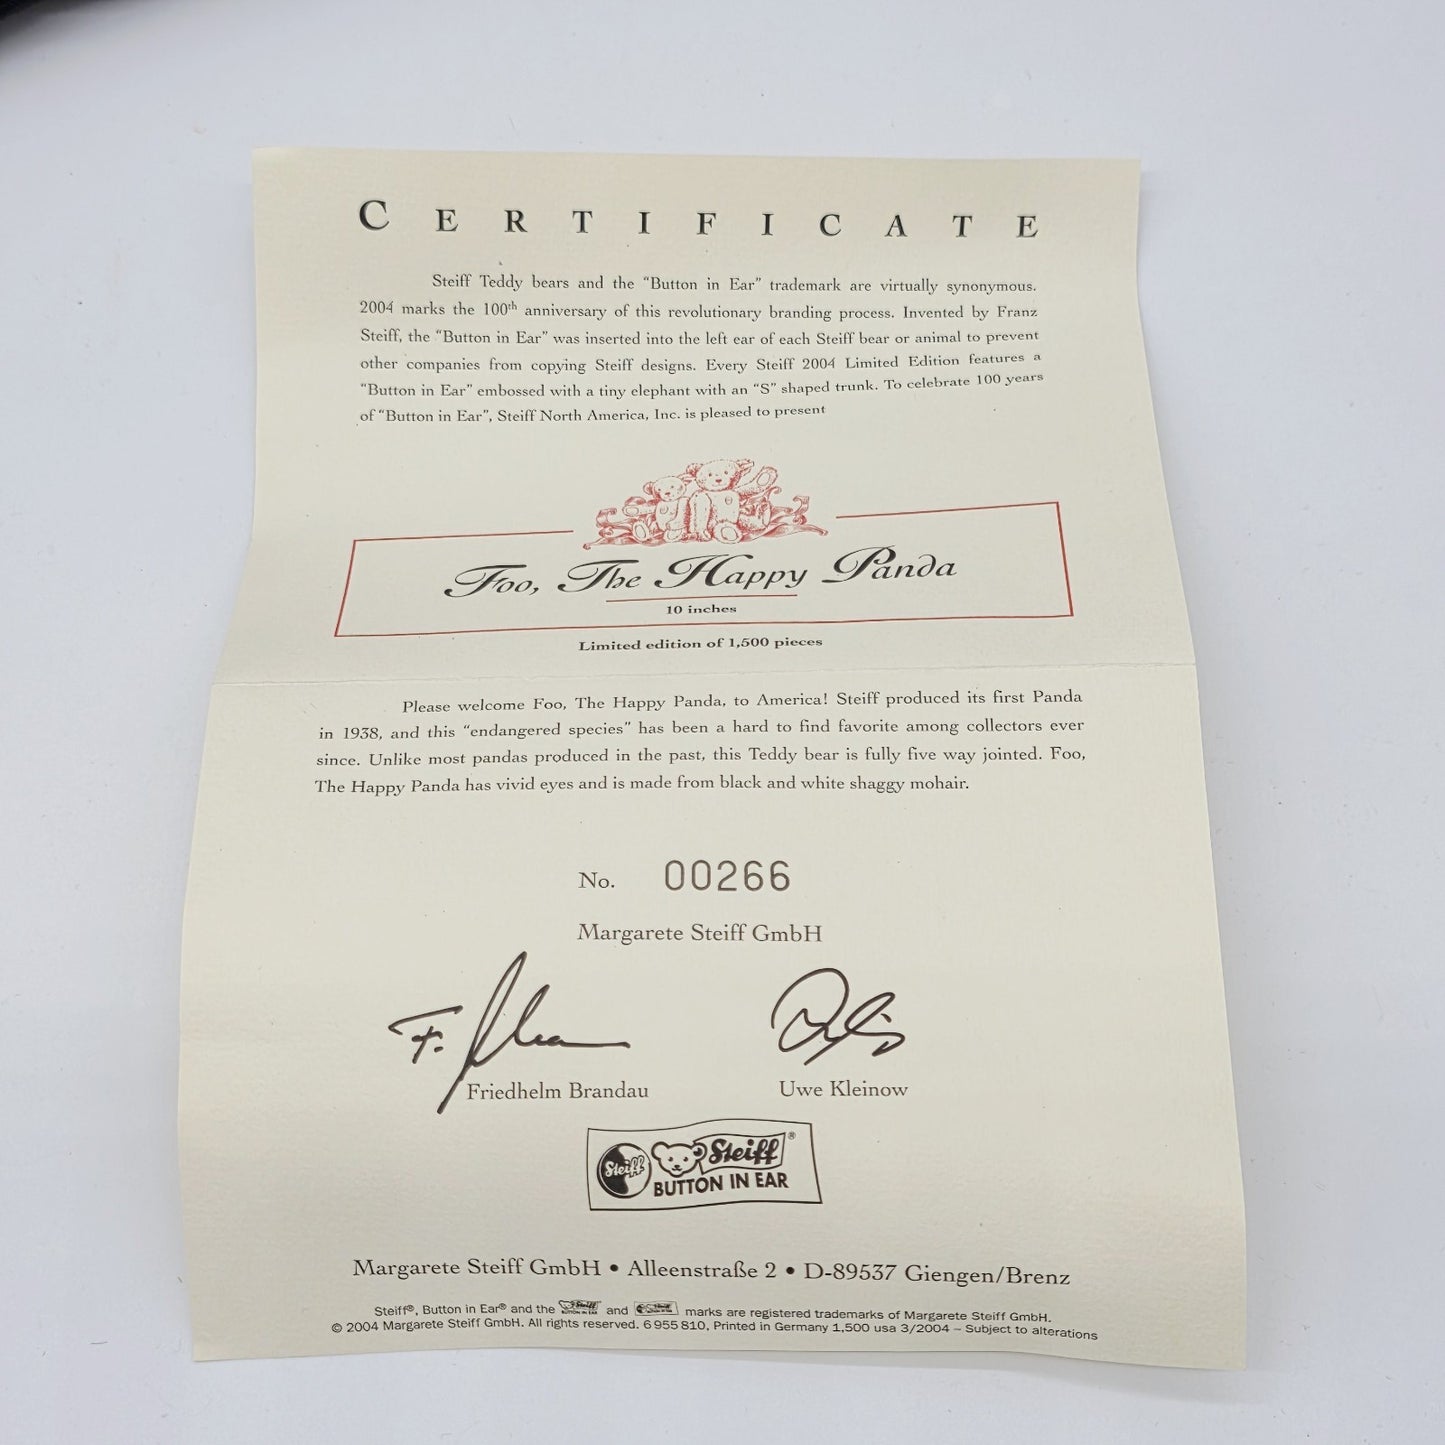 CERTIFICATE
Steiff Teddy bears and the "Button in Ear" trademark are virtually synonymous.
2004 marks the 100th anniversary of this revolutionary branding process. Invented by Franz
Steiff, the "Button in Ear" was inserted into the left ear of each Steiff bear or animal to prevent
other companies from copying Steiff designs. Every Steiff 2004 Limited Edition features a
"Button in Ear" embossed with a tiny elephant with an "S" shaped trunk. To celebrate 100 years
of "Button in Ear", Steiff North America, Inc. is pleased to present
Foo, The Happy Panda
10 inches
Limited edition of 1,500 pieces
Please welcome Foo, The Happy Panda, to America! Steiff produced its first Panda
in 1938, and this "endangered species" has been a hard to find favorite among collectors ever
since. Unlike most pandas produced in the past, this Teddy bear is fully five way jointed. Foo,
The Happy Panda has vivid eyes and is made from black and white shaggy mohair.
No. 00266
Margarete Steiff GmbH
F.
Friedhelm Brandau Uwe Kleinow
Steiff Steiff®
BUTTON IN EAR
Margarete Steiff GmbH • Alleenstraße 2 • D-89537 Giengen/Brenz
Steiff®, Button in Ear® and the Steiff BUTTON IN EAR and marks are registered trademarks of Margarete Steiff GmbH.
© 2004 Margarete Steiff GmbH. All rights reserved. 6 955 810, Printed in Germany 1,500 usa 3/2004 – Subject to alterations